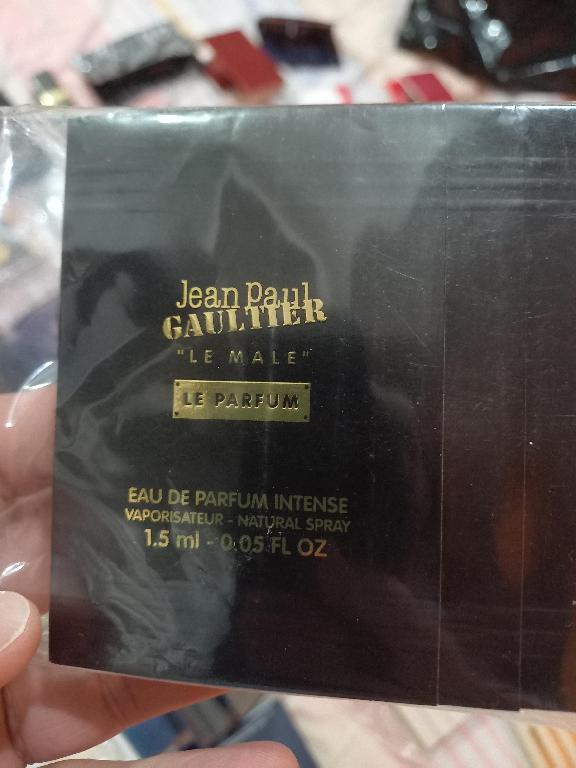 Jean Paul
GAULTIER
"LE MALE"
LE PARFUM
EAU DE PARFUM INTENSE
VAPORISATEUR - NATURAL SPRAY
1.5 ml - 0.05 FL OZ